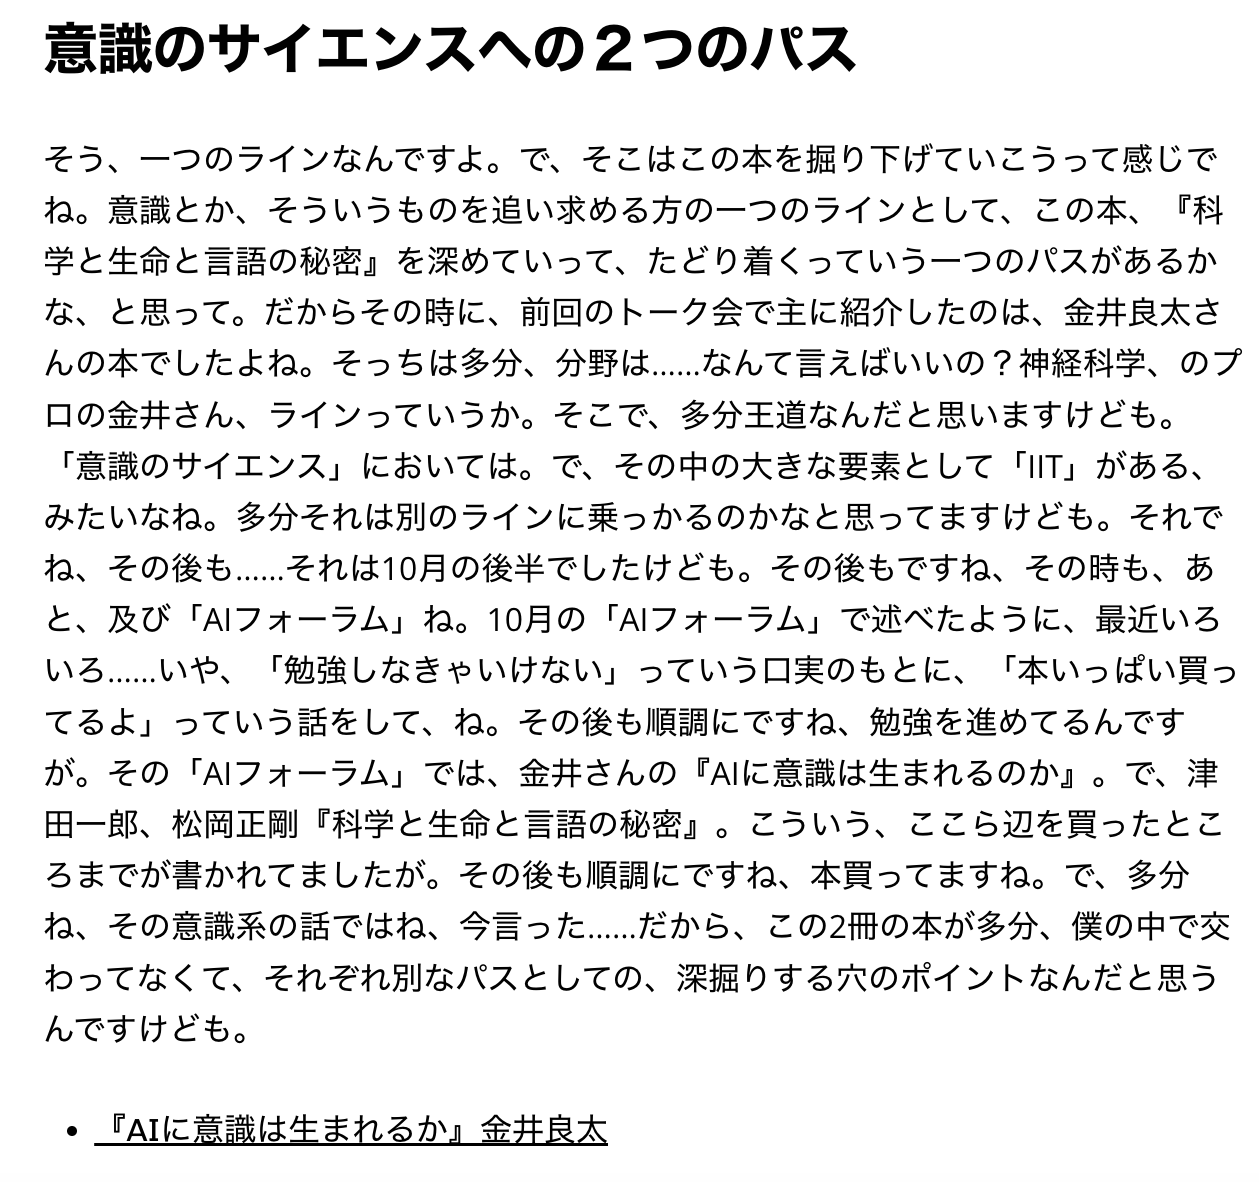 意識のサイエンスへの２つのパス
そう、一つのラインなんですよ。で、そこはこの本を掘り下げていこうって感じで
ね。意識とか、そういうものを追い求める方の一つのラインとして、この本、『科
学と生命と言語の秘密』を深めていって、たどり着くっていう一つのパスがあるか
な、と思って。だからその時に、前回のトーク会で主に紹介したのは、金井良太さ
んの本でしたよね。そっちは多分、分野は……なんて言えばいいの？神経科学、のプ
ロの金井さん、ラインっていうか。そこで、多分王道なんだと思いますけども。
「意識のサイエンス」においては。で、その中の大きな要素として「IIT」がある、
みたいなね。多分それは別のラインに乗っかるのかなと思ってますけども。それで
ね、その後も……それは10月の後半でしたけども。その後もですね、その時も、あ
と、及び「AIフォーラム」ね。10月の「AIフォーラム」で述べたように、最近いろ
いろ……いや、「勉強しなきゃいけない」っていう口実のもとに、「本いっぱい買っ
てるよ」っていう話をして、ね。その後も順調にですね、勉強を進めてるんです
が。その「AIフォーラム」では、金井さんの『AIに意識は生まれるのか』。で、津
田一郎、松岡正剛『科学と生命と言語の秘密』。こういう、ここら辺を買ったとこ
ろまでが書かれてましたが。その後も順調にですね、本買ってますね。で、多分
ね、その意識系の話ではね、今言った……だから、この2冊の本が多分、僕の中で交
わってなくて、それぞれ別なパスとしての、深掘りする穴のポイントなんだと思う
んですけども。
• 『AIに意識は生まれるか』金井良太